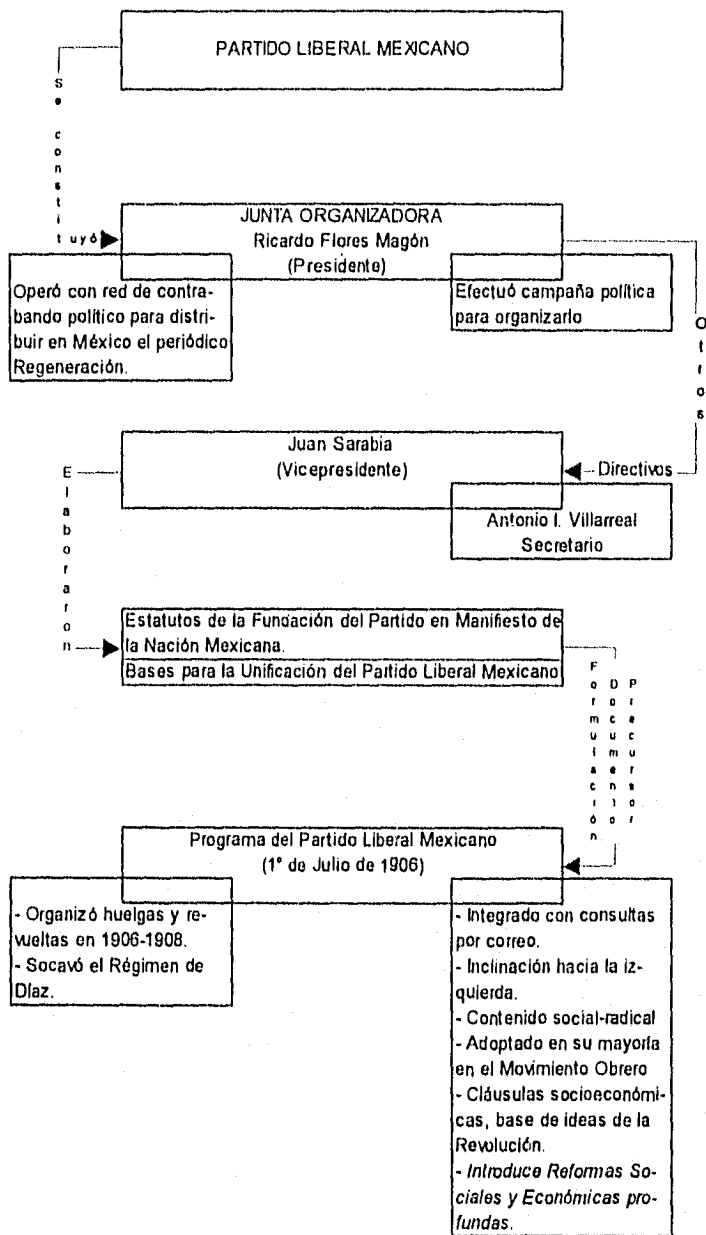 PARTIDO LIBERAL MEXICANO
Se constituyó
JUNTA ORGANIZADORA
Ricardo Flores Magón
(Presidente)
Operó con red de contra-
bando político para distri-
buir en México el periódico
Regeneración.
Efectuó campaña política
para organizarlo
Otros
Directivos
Juan Sarabia
(Vicepresidente)
Antonio I. Villarreal
Secretario
Elaboraron
Estatutos de la Fundación del Partido en Manifiesto de
la Nación Mexicana.
Bases para la Unificación del Partido Liberal Mexicano
Formulación
Documento
Precursor
Programa del Partido Liberal Mexicano
(1° de Julio de 1906)
- Organizó huelgas y re-
vueltas en 1906-1908.
- Socavó el Régimen de
Díaz.
- Integrado con consultas
por correo.
- Inclinación hacia la iz-
quierda.
- Contenido social-radical
- Adoptado en su mayoría
en el Movimiento Obrero
- Cláusulas socioeconómi-
cas, base de ideas de la
Revolución.
- Introduce Reformas So-
ciales y Económicas pro-
fundas.